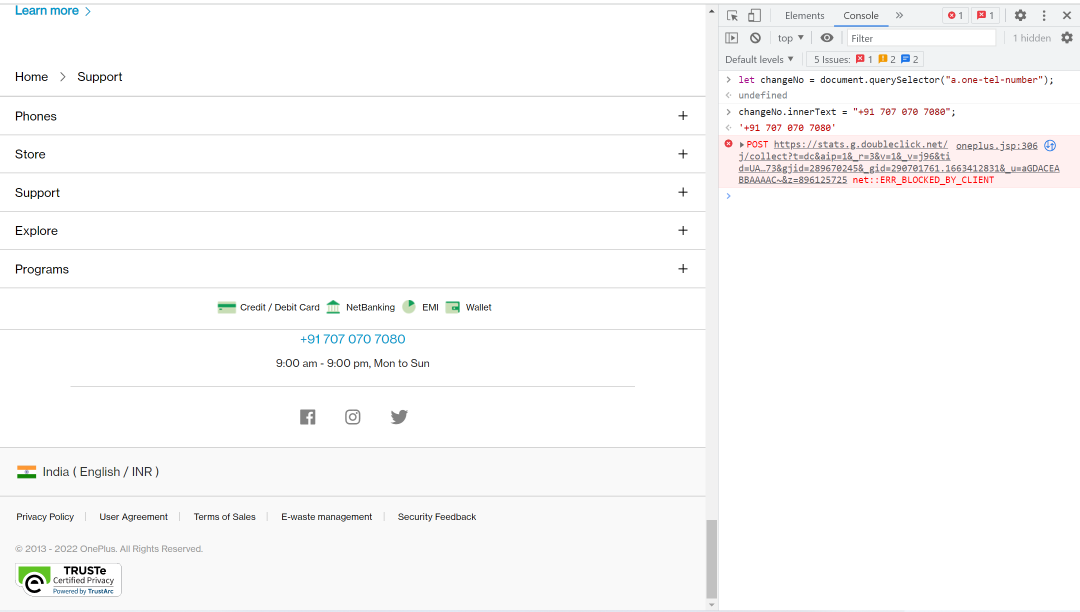 Learn more
Home > Support
Phones +
Store +
Support +
Explore +
Programs +
Credit / Debit Card NetBanking EMI Wallet
+91 707 070 7080
9:00 am - 9:00 pm, Mon to Sun
India ( English / INR )
Privacy Policy | User Agreement | Terms of Sales | E-waste management | Security Feedback
© 2013 - 2022 OnePlus. All Rights Reserved.
TRUSTe
Certified Privacy
Powered by TrustArc
Elements Console » 1 1
top ▼ Filter 1 hidden
Default levels ▼ 5 Issues: 1 2 2
> let changeNo = document.querySelector("a.one-tel-number");
undefined
> changeNo.innerText = "+91 707 070 7080";
'+91 707 070 7080'
▶POST https://stats.g.doubleclick.net/ oneplus.jsp:306
j/collect?t=dc&aip=1&_r=3&v=1&_v=j96&ti
d=UA…73&gjid=289670245&_gid=290701761.1663412831&_u=aGDACEA
BBAAAAC~&z=896125725 net::ERR_BLOCKED_BY_CLIENT
>